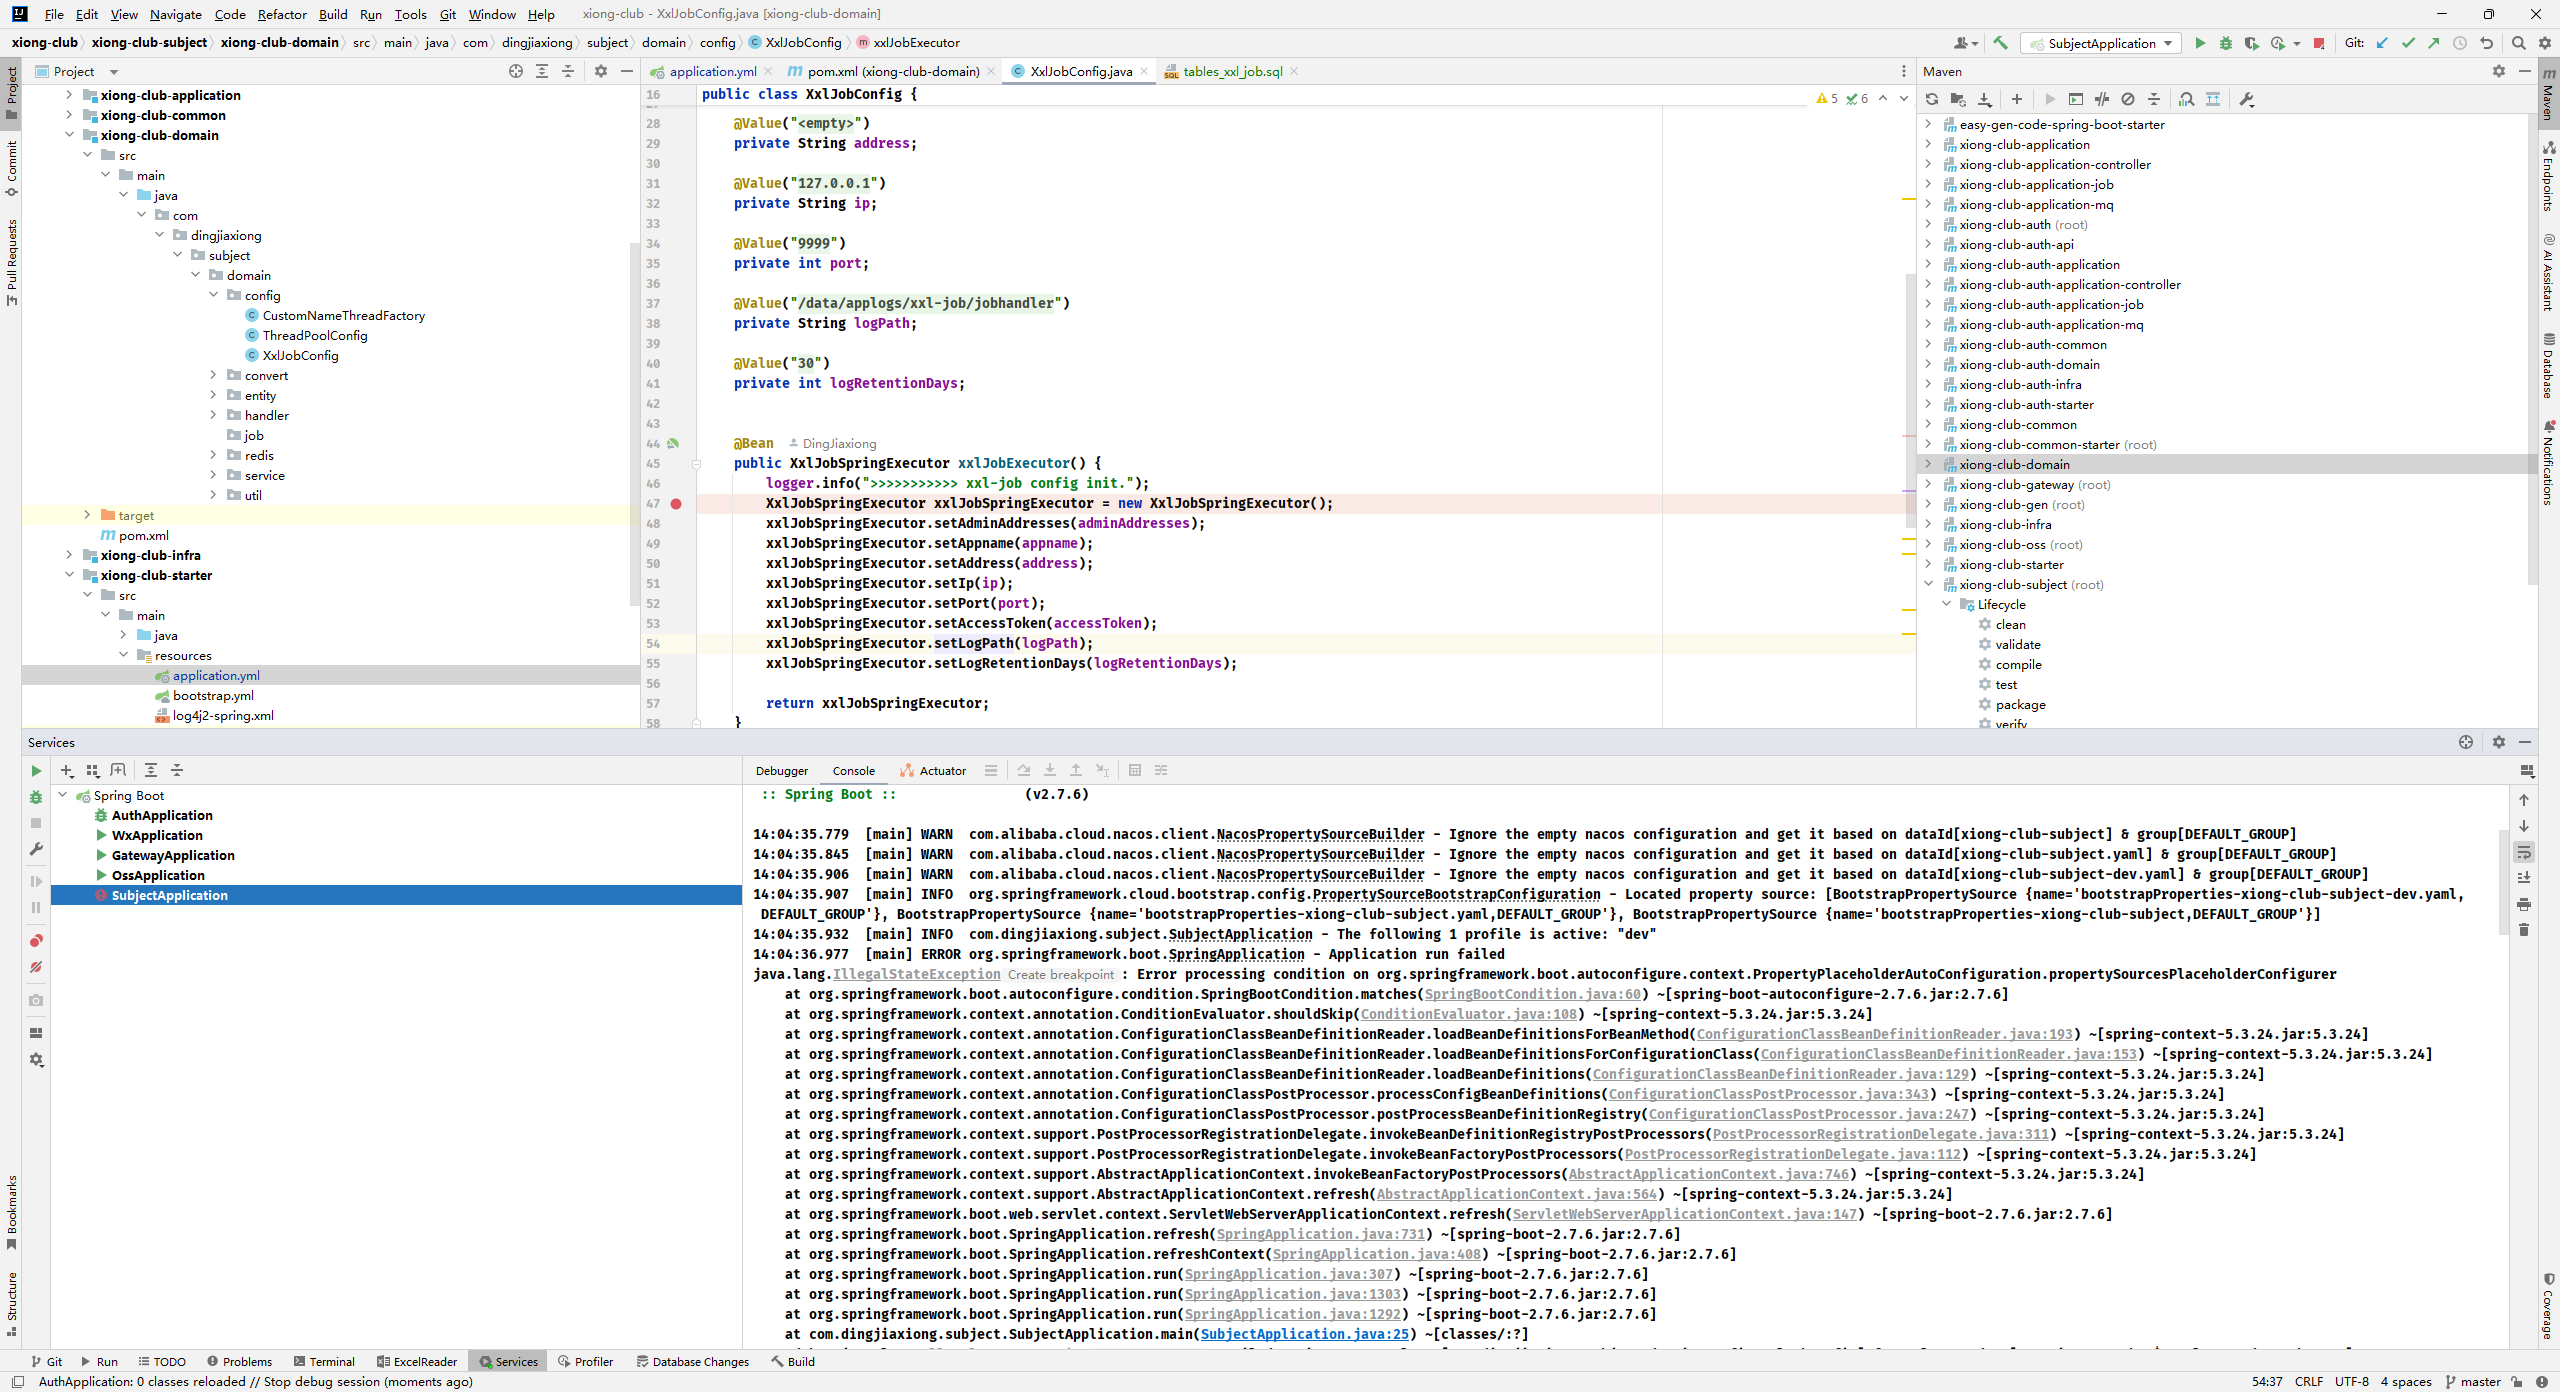 File Edit View Navigate Code Refactor Build Run Tools Git Window Help xiong-club - XxlJobConfig.java [xiong-club-domain]
xiong-club xiong-club-subject xiong-club-domain src main java com dingjiaxiong subject domain config XxlJobConfig xxlJobExecutor
SubjectApplication
Git:
Project
Commit
Pull Requests
Bookmarks
Structure
Project
xiong-club-application
xiong-club-common
xiong-club-domain
src
main
java
com
dingjiaxiong
subject
domain
config
CustomNameThreadFactory
ThreadPoolConfig
XxlJobConfig
convert
entity
handler
job
redis
service
util
target
pom.xml
xiong-club-infra
xiong-club-starter
src
main
java
resources
application.yml
bootstrap.yml
log4j2-spring.xml
application.yml pom.xml (xiong-club-domain) XxlJobConfig.java tables_xxl_job.sql
16 public class XxlJobConfig {
5 6
28 @Value("<empty>")
29 private String address;
30
31 @Value("127.0.0.1")
32 private String ip;
33
34 @Value("9999")
35 private int port;
36
37 @Value("/data/applogs/xxl-job/jobhandler")
38 private String logPath;
39
40 @Value("30")
41 private int logRetentionDays;
42
43
44 @Bean DingJiaxiong
45 public XxlJobSpringExecutor xxlJobExecutor() {
46 logger.info(">>>>>>>>>>> xxl-job config init.");
47 XxlJobSpringExecutor xxlJobSpringExecutor = new XxlJobSpringExecutor();
48 xxlJobSpringExecutor.setAdminAddresses(adminAddresses);
49 xxlJobSpringExecutor.setAppname(appname);
50 xxlJobSpringExecutor.setAddress(address);
51 xxlJobSpringExecutor.setIp(ip);
52 xxlJobSpringExecutor.setPort(port);
53 xxlJobSpringExecutor.setAccessToken(accessToken);
54 xxlJobSpringExecutor.setLogPath(logPath);
55 xxlJobSpringExecutor.setLogRetentionDays(logRetentionDays);
56
57 return xxlJobSpringExecutor;
58 }
Maven
easy-gen-code-spring-boot-starter
xiong-club-application
xiong-club-application-controller
xiong-club-application-job
xiong-club-application-mq
xiong-club-auth (root)
xiong-club-auth-api
xiong-club-auth-application
xiong-club-auth-application-controller
xiong-club-auth-application-job
xiong-club-auth-application-mq
xiong-club-auth-common
xiong-club-auth-domain
xiong-club-auth-infra
xiong-club-auth-starter
xiong-club-common
xiong-club-common-starter (root)
xiong-club-domain
xiong-club-gateway (root)
xiong-club-gen (root)
xiong-club-infra
xiong-club-oss (root)
xiong-club-starter
xiong-club-subject (root)
Lifecycle
clean
validate
compile
test
package
verify
Maven
Endpoints
AI Assistant
Database
Notifications
Coverage
Services
Spring Boot
AuthApplication
WxApplication
GatewayApplication
OssApplication
SubjectApplication
Debugger Console Actuator
:: Spring Boot :: (v2.7.6)
14:04:35.779 [main] WARN com.alibaba.cloud.nacos.client.NacosPropertySourceBuilder - Ignore the empty nacos configuration and get it based on dataId[xiong-club-subject] & group[DEFAULT_GROUP]
14:04:35.845 [main] WARN com.alibaba.cloud.nacos.client.NacosPropertySourceBuilder - Ignore the empty nacos configuration and get it based on dataId[xiong-club-subject.yaml] & group[DEFAULT_GROUP]
14:04:35.906 [main] WARN com.alibaba.cloud.nacos.client.NacosPropertySourceBuilder - Ignore the empty nacos configuration and get it based on dataId[xiong-club-subject-dev.yaml] & group[DEFAULT_GROUP]
14:04:35.907 [main] INFO org.springframework.cloud.bootstrap.config.PropertySourceBootstrapConfiguration - Located property source: [BootstrapPropertySource {name='bootstrapProperties-xiong-club-subject-dev.yaml,
DEFAULT_GROUP'}, BootstrapPropertySource {name='bootstrapProperties-xiong-club-subject.yaml,DEFAULT_GROUP'}, BootstrapPropertySource {name='bootstrapProperties-xiong-club-subject,DEFAULT_GROUP'}]
14:04:35.932 [main] INFO com.dingjiaxiong.subject.SubjectApplication - The following 1 profile is active: "dev"
14:04:36.977 [main] ERROR org.springframework.boot.SpringApplication - Application run failed
java.lang.IllegalStateException Create breakpoint : Error processing condition on org.springframework.boot.autoconfigure.context.PropertyPlaceholderAutoConfiguration.propertySourcesPlaceholderConfigurer
at org.springframework.boot.autoconfigure.condition.SpringBootCondition.matches(SpringBootCondition.java:60) ~[spring-boot-autoconfigure-2.7.6.jar:2.7.6]
at org.springframework.context.annotation.ConditionEvaluator.shouldSkip(ConditionEvaluator.java:108) ~[spring-context-5.3.24.jar:5.3.24]
at org.springframework.context.annotation.ConfigurationClassBeanDefinitionReader.loadBeanDefinitionsForBeanMethod(ConfigurationClassBeanDefinitionReader.java:193) ~[spring-context-5.3.24.jar:5.3.24]
at org.springframework.context.annotation.ConfigurationClassBeanDefinitionReader.loadBeanDefinitionsForConfigurationClass(ConfigurationClassBeanDefinitionReader.java:153) ~[spring-context-5.3.24.jar:5.3.24]
at org.springframework.context.annotation.ConfigurationClassBeanDefinitionReader.loadBeanDefinitions(ConfigurationClassBeanDefinitionReader.java:129) ~[spring-context-5.3.24.jar:5.3.24]
at org.springframework.context.annotation.ConfigurationClassPostProcessor.processConfigBeanDefinitions(ConfigurationClassPostProcessor.java:343) ~[spring-context-5.3.24.jar:5.3.24]
at org.springframework.context.annotation.ConfigurationClassPostProcessor.postProcessBeanDefinitionRegistry(ConfigurationClassPostProcessor.java:247) ~[spring-context-5.3.24.jar:5.3.24]
at org.springframework.context.support.PostProcessorRegistrationDelegate.invokeBeanDefinitionRegistryPostProcessors(PostProcessorRegistrationDelegate.java:311) ~[spring-context-5.3.24.jar:5.3.24]
at org.springframework.context.support.PostProcessorRegistrationDelegate.invokeBeanFactoryPostProcessors(PostProcessorRegistrationDelegate.java:112) ~[spring-context-5.3.24.jar:5.3.24]
at org.springframework.context.support.AbstractApplicationContext.invokeBeanFactoryPostProcessors(AbstractApplicationContext.java:746) ~[spring-context-5.3.24.jar:5.3.24]
at org.springframework.context.support.AbstractApplicationContext.refresh(AbstractApplicationContext.java:564) ~[spring-context-5.3.24.jar:5.3.24]
at org.springframework.boot.web.servlet.context.ServletWebServerApplicationContext.refresh(ServletWebServerApplicationContext.java:147) ~[spring-boot-2.7.6.jar:2.7.6]
at org.springframework.boot.SpringApplication.refresh(SpringApplication.java:731) ~[spring-boot-2.7.6.jar:2.7.6]
at org.springframework.boot.SpringApplication.refreshContext(SpringApplication.java:408) ~[spring-boot-2.7.6.jar:2.7.6]
at org.springframework.boot.SpringApplication.run(SpringApplication.java:307) ~[spring-boot-2.7.6.jar:2.7.6]
at org.springframework.boot.SpringApplication.run(SpringApplication.java:1303) ~[spring-boot-2.7.6.jar:2.7.6]
at org.springframework.boot.SpringApplication.run(SpringApplication.java:1292) ~[spring-boot-2.7.6.jar:2.7.6]
at com.dingjiaxiong.subject.SubjectApplication.main(SubjectApplication.java:25) ~[classes/:?]
Git Run TODO Problems Terminal ExcelReader Services Profiler Database Changes Build
AuthApplication: 0 classes reloaded // Stop debug session (moments ago) 54:37 CRLF UTF-8 4 spaces master